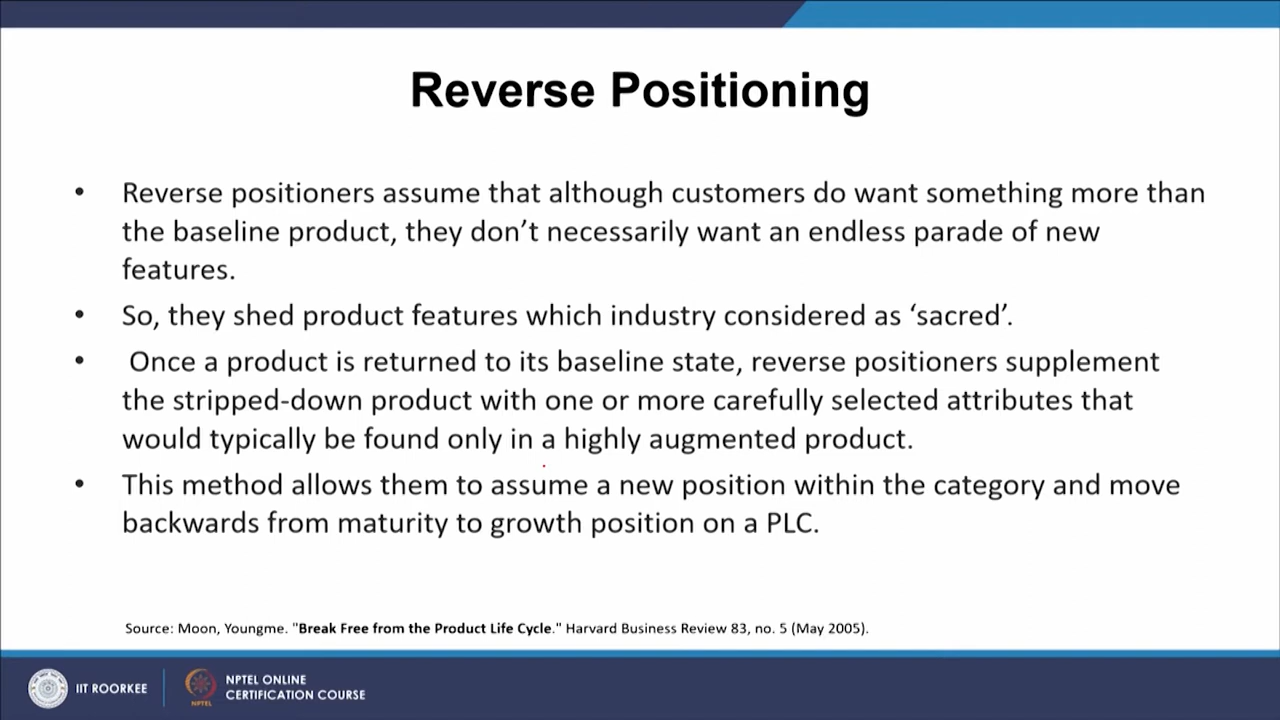 Reverse Positioning
• Reverse positioners assume that although customers do want something more than
the baseline product, they don’t necessarily want an endless parade of new
features.
• So, they shed product features which industry considered as ‘sacred’.
• Once a product is returned to its baseline state, reverse positioners supplement
the stripped-down product with one or more carefully selected attributes that
would typically be found only in a highly augmented product.
• This method allows them to assume a new position within the category and move
backwards from maturity to growth position on a PLC.
Source: Moon, Youngme. "Break Free from the Product Life Cycle." Harvard Business Review 83, no. 5 (May 2005).
IIT ROORKEE
NPTEL
NPTEL ONLINE
CERTIFICATION COURSE